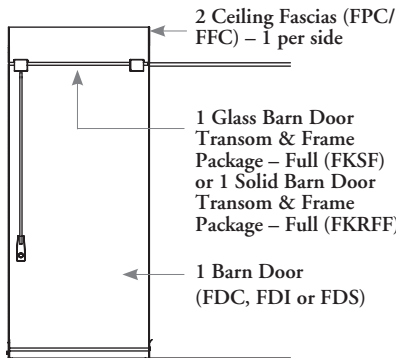 2 Ceiling Fascias (FPC/
FFC) – 1 per side
1 Glass Barn Door
Transom & Frame
Package – Full (FKSF)
or 1 Solid Barn Door
Transom & Frame
Package – Full (FKRFF)
1 Barn Door
(FDC, FDI or FDS)